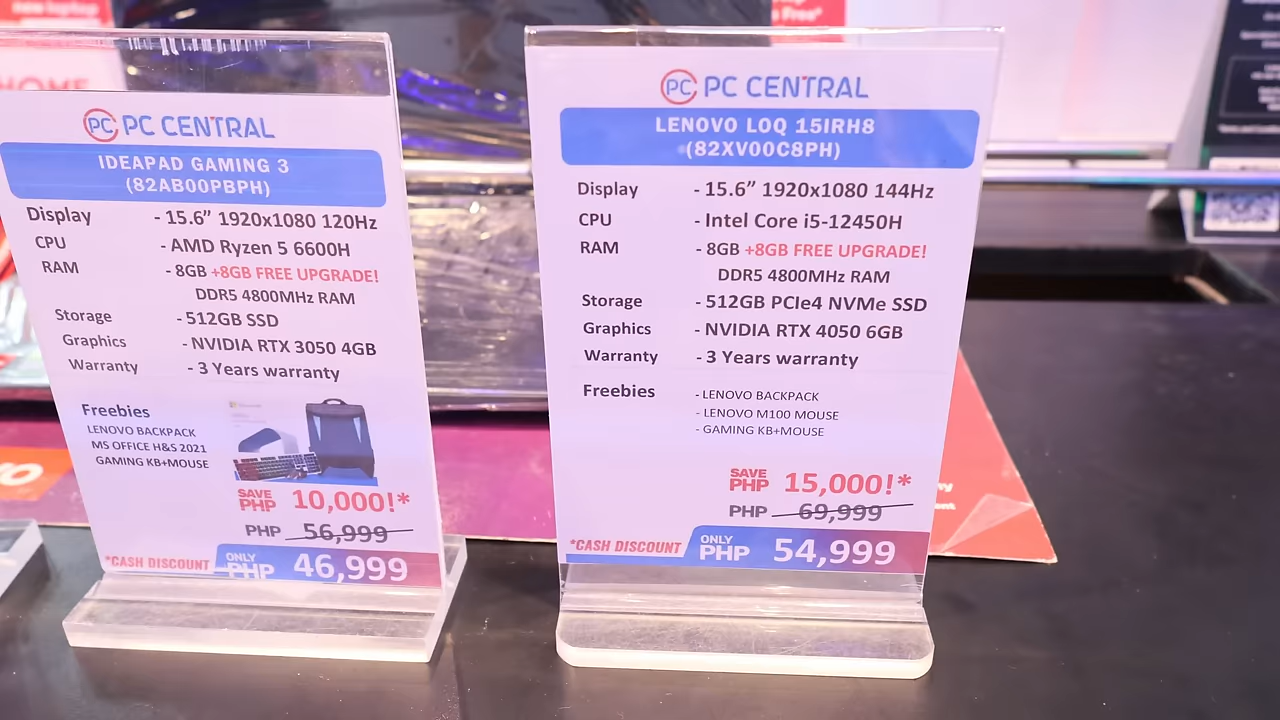 new laptop
Free*
HOME
PC PC CENTRAL
IDEAPAD GAMING 3
(82AB00PBPH)
Display - 15.6” 1920x1080 120Hz
CPU - AMD Ryzen 5 6600H
RAM - 8GB +8GB FREE UPGRADE!
DDR5 4800MHz RAM
Storage - 512GB SSD
Graphics - NVIDIA RTX 3050 4GB
Warranty - 3 Years warranty
Freebies
LENOVO BACKPACK
MS OFFICE H&S 2021
GAMING KB+MOUSE
SAVE PHP 10,000!*
PHP 56,999
*CASH DISCOUNT ONLY PHP 46,999
PC PC CENTRAL
LENOVO LOQ 15IRH8
(82XV00C8PH)
Display - 15.6” 1920x1080 144Hz
CPU - Intel Core i5-12450H
RAM - 8GB +8GB FREE UPGRADE!
DDR5 4800MHz RAM
Storage - 512GB PCIe4 NVMe SSD
Graphics - NVIDIA RTX 4050 6GB
Warranty - 3 Years warranty
Freebies - LENOVO BACKPACK
- LENOVO M100 MOUSE
- GAMING KB+MOUSE
SAVE PHP 15,000!*
PHP 69,999
*CASH DISCOUNT ONLY PHP 54,999